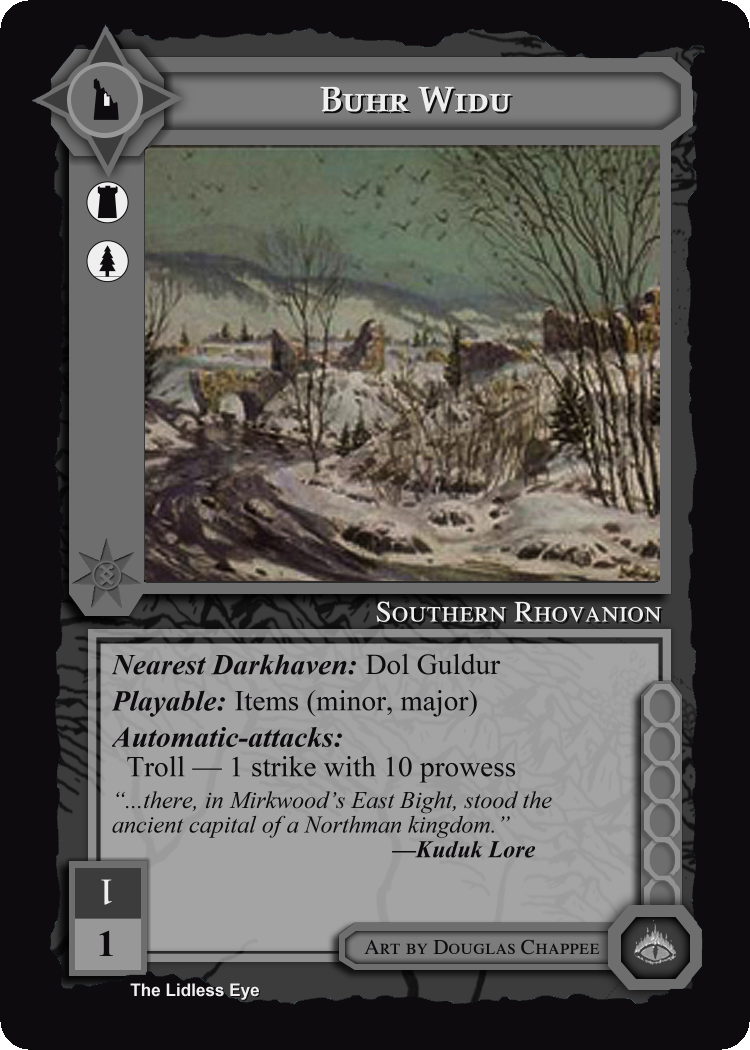 Buhr Widu
Southern Rhovanion
Nearest Darkhaven: Dol Guldur
Playable: Items (minor, major)
Automatic-attacks:
Troll — 1 strike with 10 prowess
“...there, in Mirkwood’s East Bight, stood the
ancient capital of a Northman kingdom.”
—Kuduk Lore
1
1
Art by Douglas Chappee
The Lidless Eye